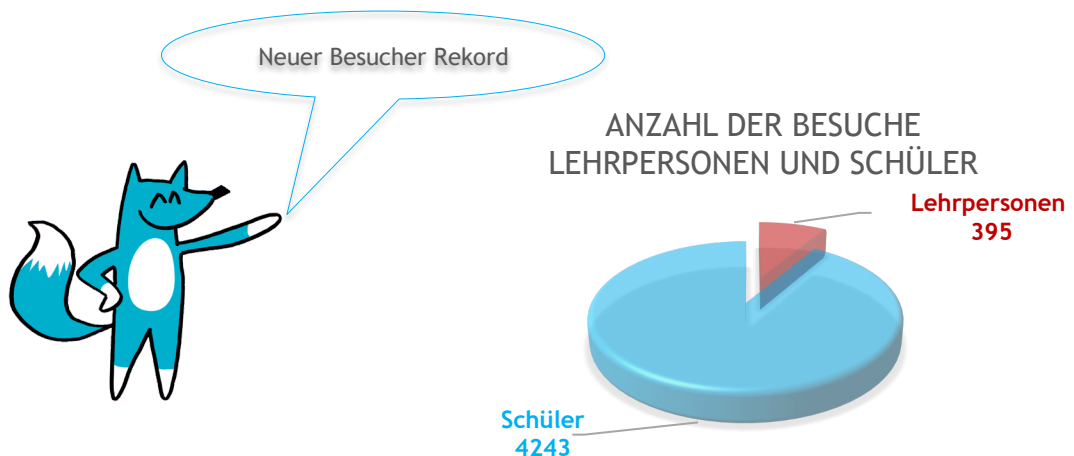 Neuer Besucher Rekord
ANZAHL DER BESUCHE
LEHRPERSONEN UND SCHÜLER
Lehrpersonen
395
Schüler
4243